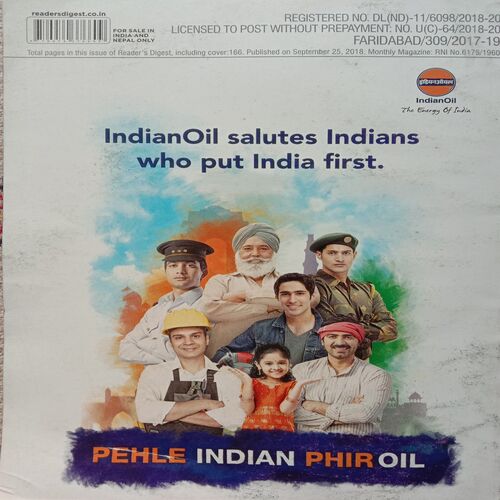 readersdigest.co.in
FOR SALE IN
INDIA AND
NEPAL ONLY
REGISTERED NO. DL(ND)-11/6098/2018-20
LICENSED TO POST WITHOUT PREPAYMENT: NO. U(C)-64/2018-20
FARIDABAD/309/2017-19
Total pages in this issue of Reader's Digest, including cover:166. Published on September 25, 2018. Monthly Magazine: RNI No.6175/1960
इंडियनऑयल
IndianOil
The Energy Of India
IndianOil salutes Indians
who put India first.
PEHLE INDIAN PHIR OIL